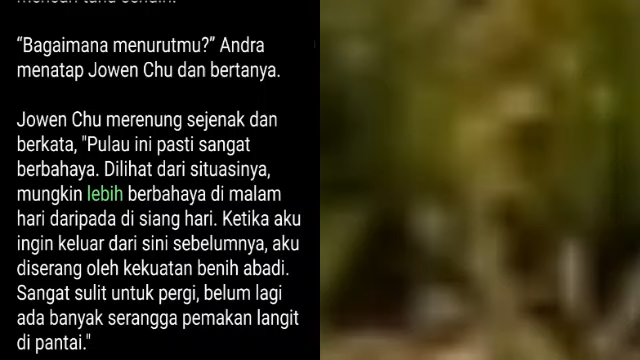 “Bagaimana menurutmu?” Andra
menatap Jowen Chu dan bertanya.
Jowen Chu merenung sejenak dan
berkata, "Pulau ini pasti sangat
berbahaya. Dilihat dari situasinya,
mungkin lebih berbahaya di malam
hari daripada di siang hari. Ketika aku
ingin keluar dari sini sebelumnya, aku
diserang oleh kekuatan benih abadi.
Sangat sulit untuk pergi, belum lagi
ada banyak serangga pemakan langit
di pantai."